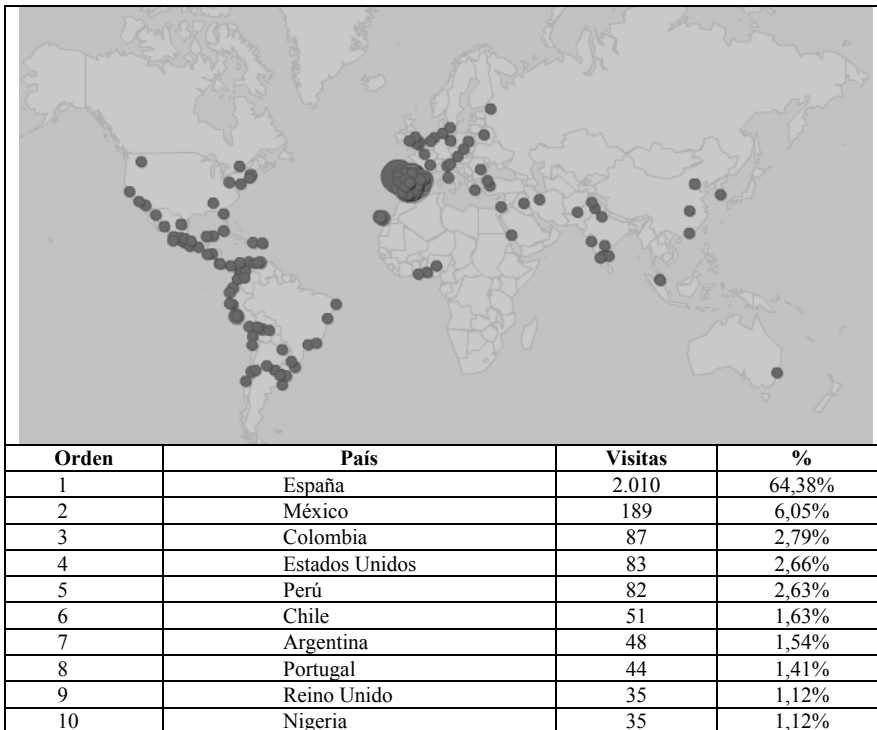 Orden País Visitas %
1 España 2.010 64,38%
2 México 189 6,05%
3 Colombia 87 2,79%
4 Estados Unidos 83 2,66%
5 Perú 82 2,63%
6 Chile 51 1,63%
7 Argentina 48 1,54%
8 Portugal 44 1,41%
9 Reino Unido 35 1,12%
10 Nigeria 35 1,12%